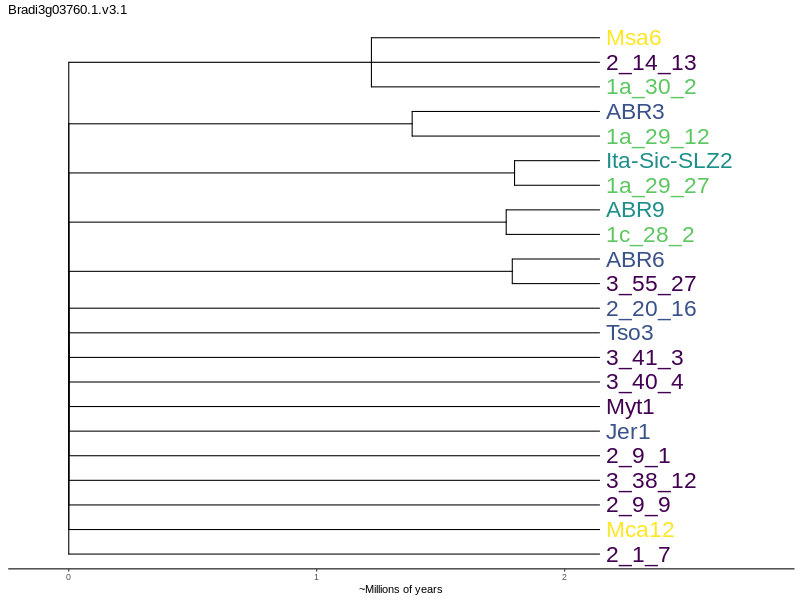 Bradi3g03760.1.v3.1
Msa6
2_14_13
1a_30_2
ABR3
1a_29_12
Ita-Sic-SLZ2
1a_29_27
ABR9
1c_28_2
ABR6
3_55_27
2_20_16
Tso3
3_41_3
3_40_4
Myt1
Jer1
2_9_1
3_38_12
2_9_9
Mca12
2_1_7
0 1 2
~Millions of years